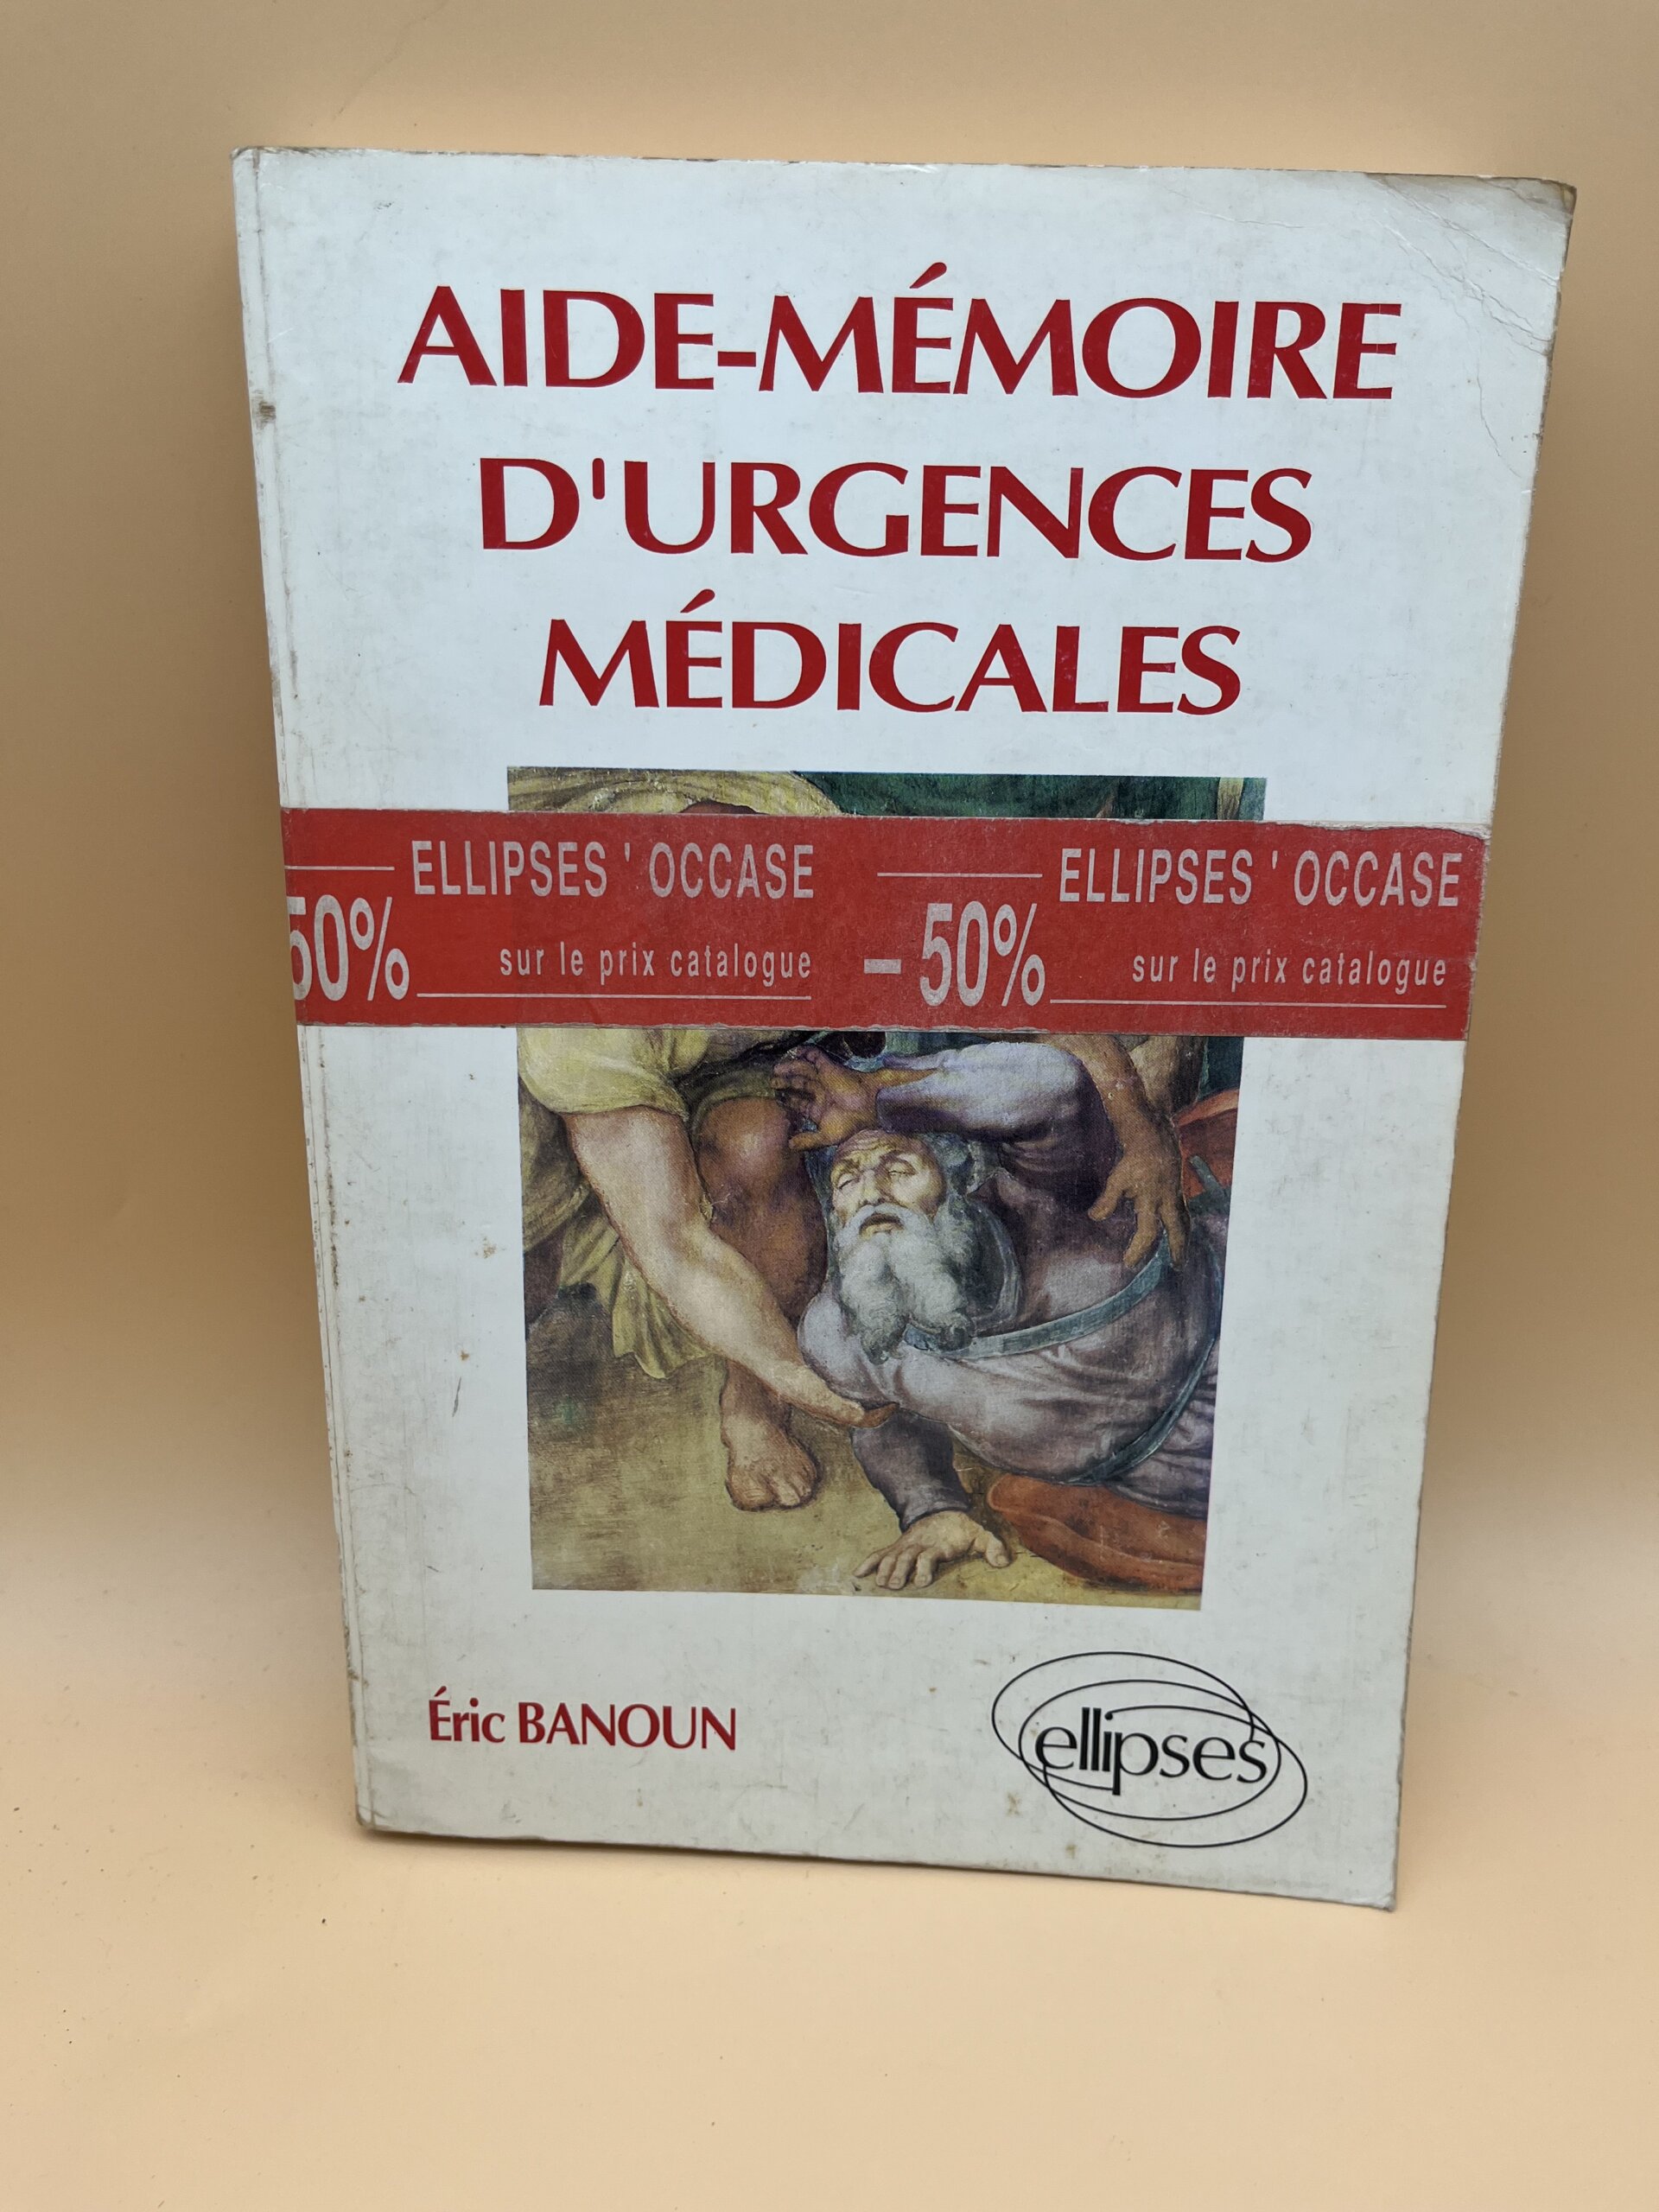 AIDE-MÉMOIRE
D'URGENCES
MÉDICALES
ELLIPSES ' OCCASE
50%
sur le prix catalogue
ELLIPSES ' OCCASE
- 50%
sur le prix catalogue
Éric BANOUN
ellipses